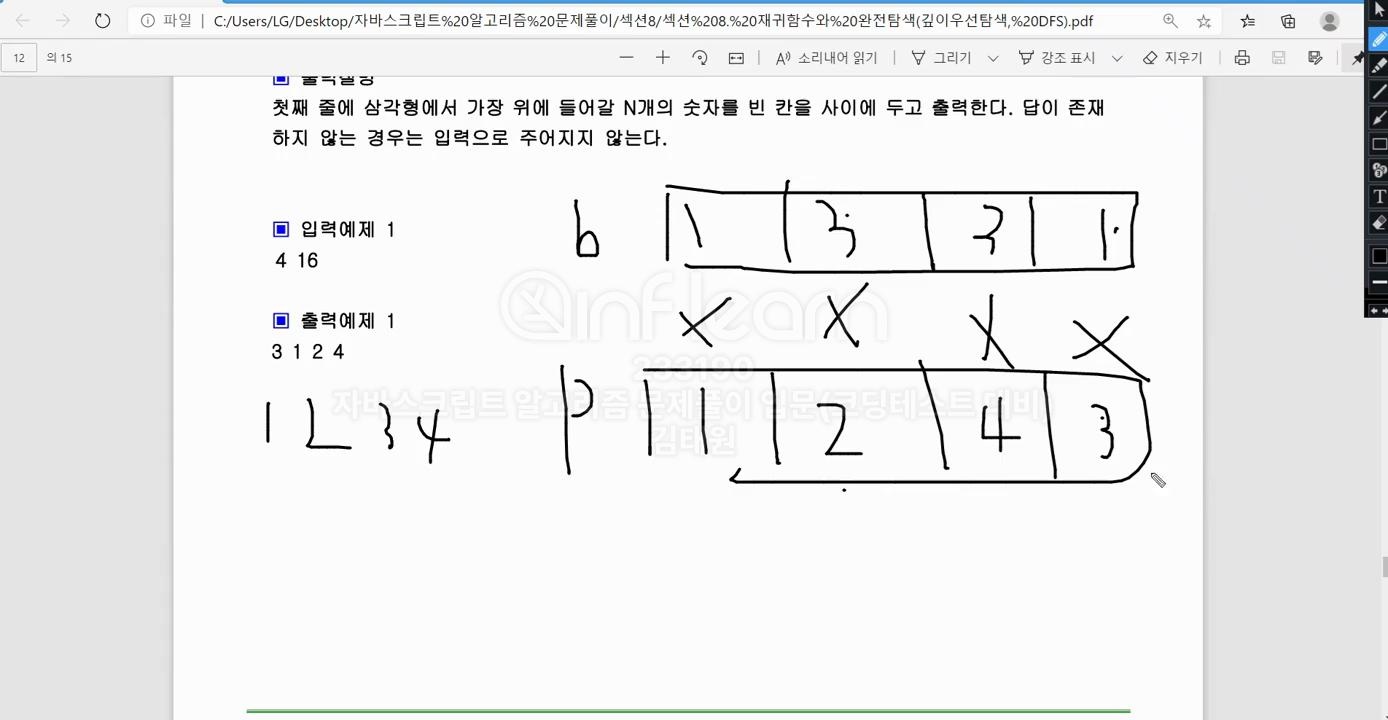 파일 C:/Users/LG/Desktop/자바스크립트%20알고리즘%20문제풀이/섹션8/섹션%208.%20재귀함수와%20완전탐색(깊이우선탐색,%20DFS).pdf
12 의 15 소리내어 읽기 그리기 강조 표시 지우기
출력설명
첫째 줄에 삼각형에서 가장 위에 들어갈 N개의 숫자를 빈 칸을 사이에 두고 출력한다. 답이 존재
하지 않는 경우는 입력으로 주어지지 않는다.
b 1 3 3 1
입력예제 1
4 16
inflearn
X X X X
출력예제 1
3 1 2 4
233190
자바스크립트 알고리즘 문제풀이 입문(코딩테스트 대비)
김태원
1 2 3 4 P 1 2 4 3